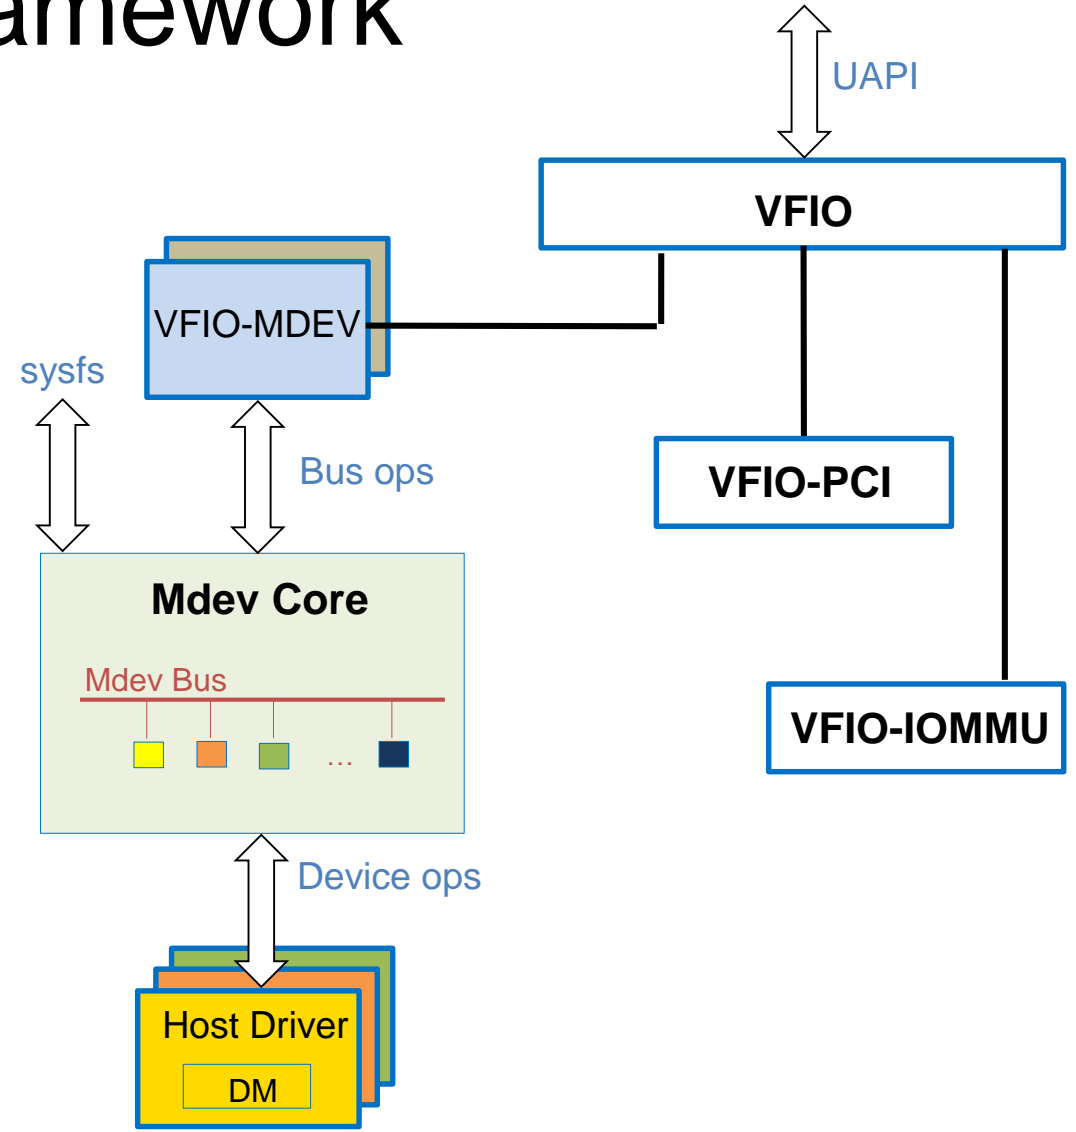 UAPI
VFIO
VFIO-MDEV
sysfs
Bus ops
VFIO-PCI
Mdev Core
Mdev Bus
...
VFIO-IOMMU
Device ops
Host Driver
DM